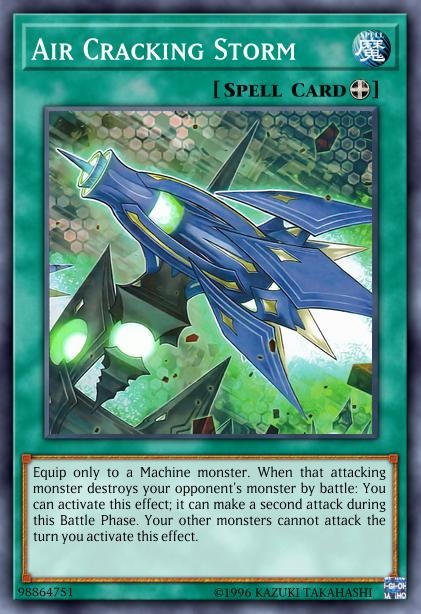 AIR CRACKING STORM
SPELL
魔
[SPELL CARD]
Equip only to a Machine monster. When that attacking
monster destroys your opponent's monster by battle: You
can activate this effect; it can make a second attack during
this Battle Phase. Your other monsters cannot attack the
turn you activate this effect.
98864751
©1996 KAZUKI TAKAHASHI